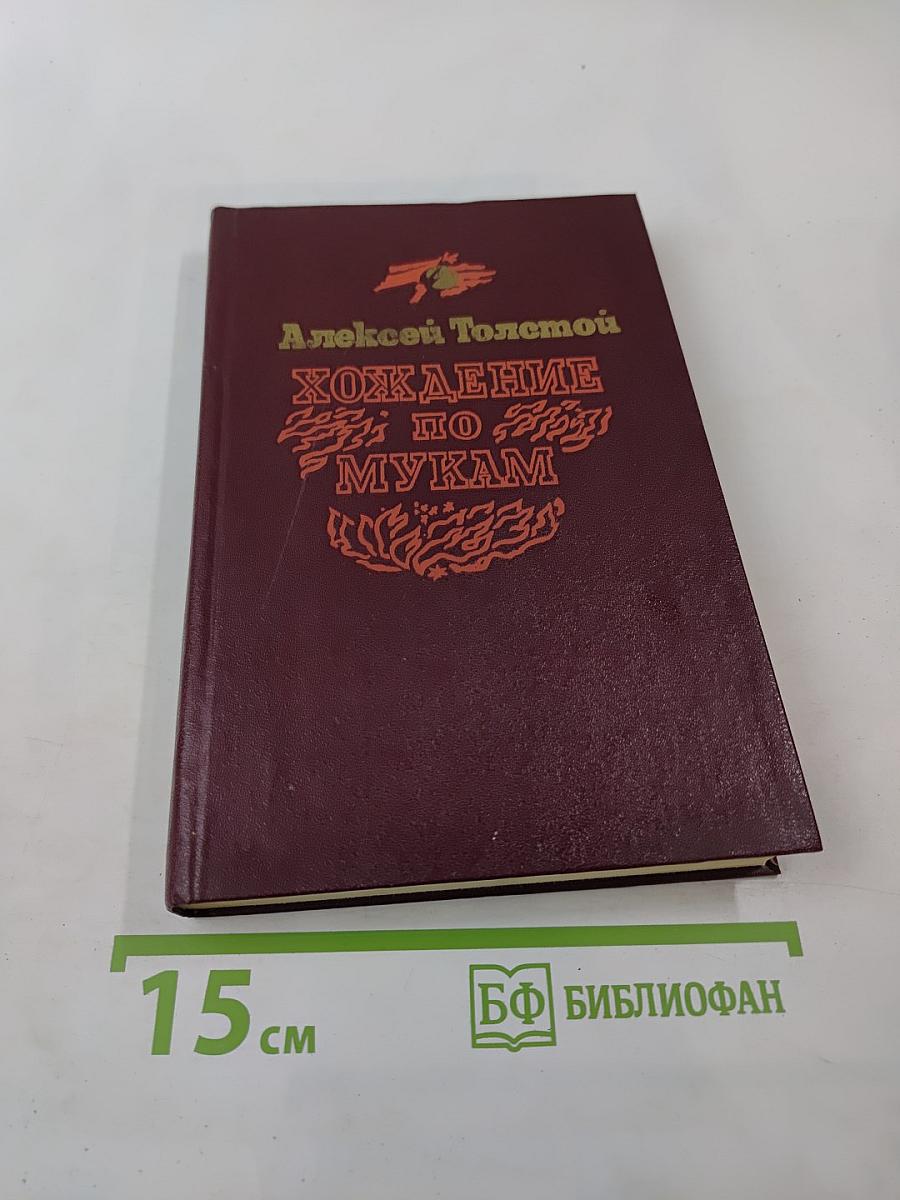 Алексей Толстой
ХОЖДЕНИЕ
ПО
МУКАМ
15 см
БФ БИБЛИОФАН